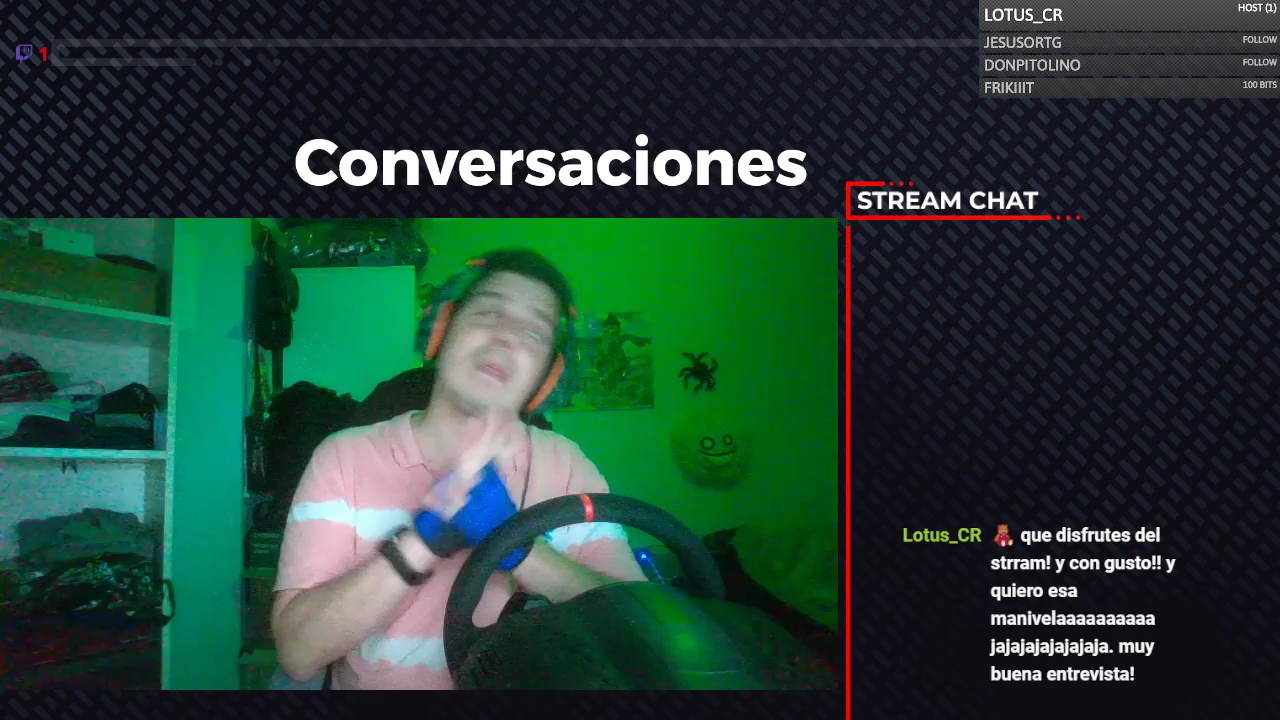 LOTUS_CR HOST (1)
JESUSORTG FOLLOW
DONPITOLINO FOLLOW
FRIKIIIT 100 BITS
1
Conversaciones
STREAM CHAT
Lotus_CR que disfrutes del
strram! y con gusto!! y
quiero esa
manivelaaaaaaaaaa
jajajajajajajaja. muy
buena entrevista!